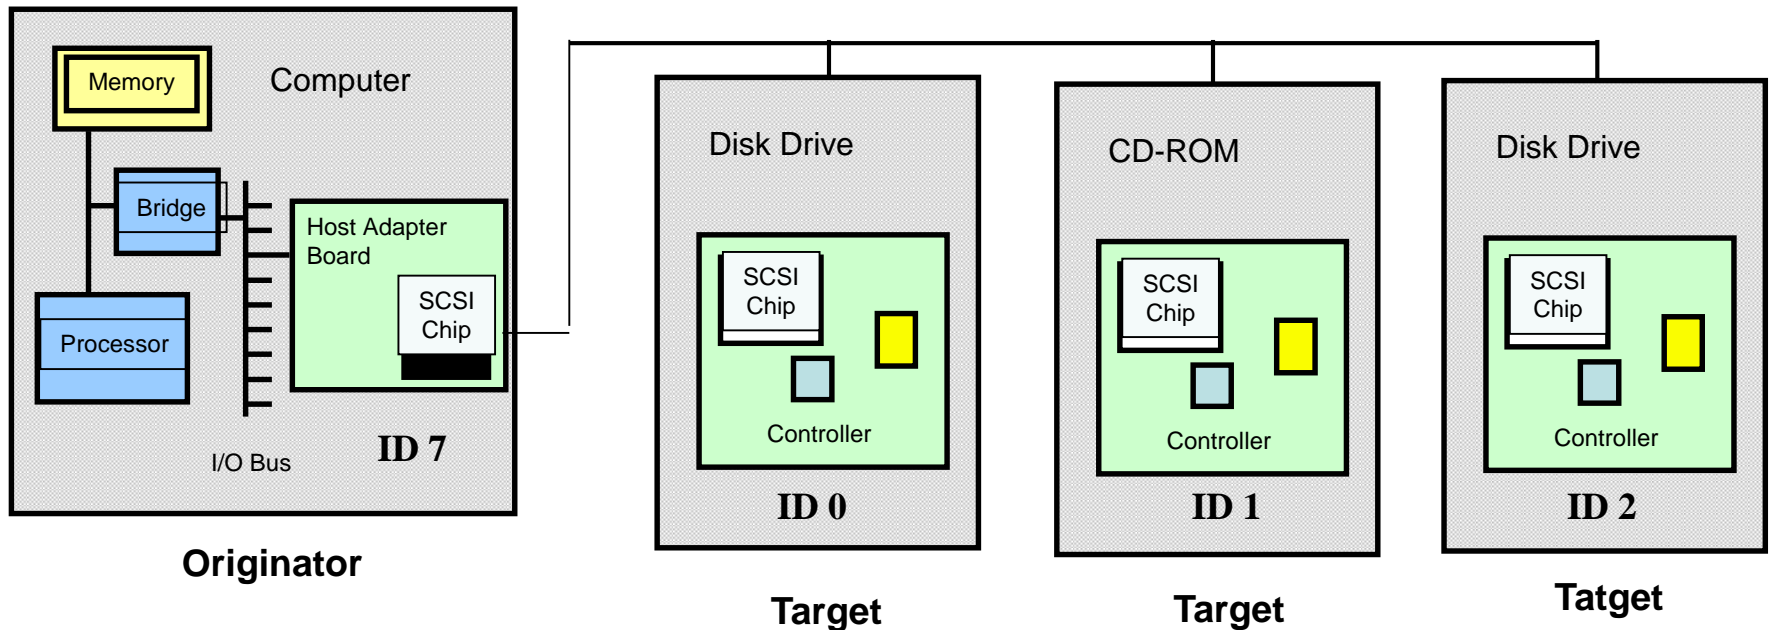 Memory
Computer
Bridge
Host Adapter
Board
SCSI
Chip
Processor
I/O Bus
ID 7
Originator
Disk Drive
SCSI
Chip
Controller
ID 0
Target
CD-ROM
SCSI
Chip
Controller
ID 1
Target
Disk Drive
SCSI
Chip
Controller
ID 2
Tatget